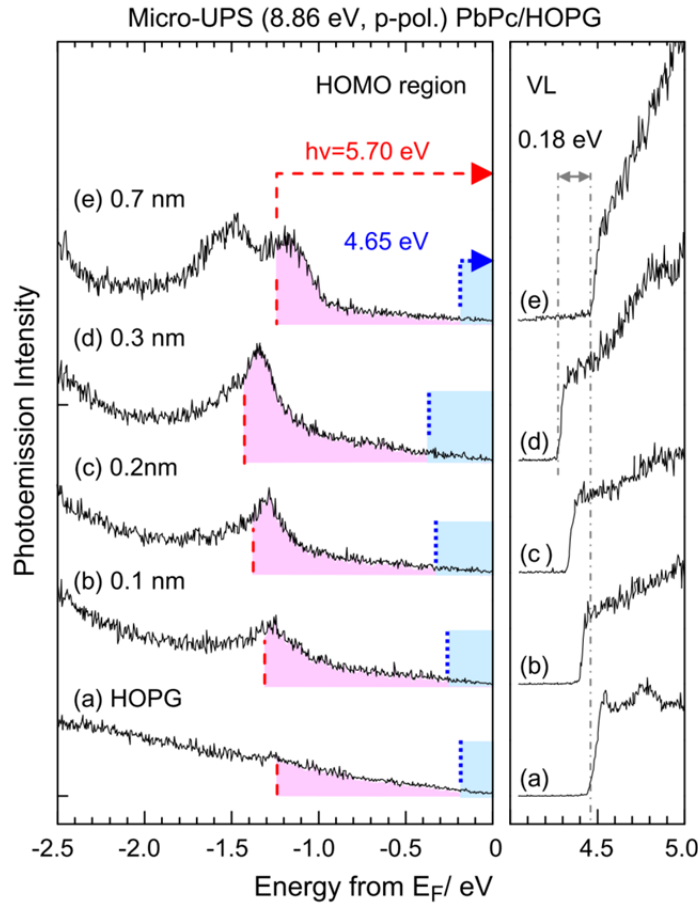 Micro-UPS (8.86 eV, p-pol.) PbPc/HOPG
HOMO region
VL
0.18 eV
hv=5.70 eV
(e) 0.7 nm
4.65 eV
(e)
(d) 0.3 nm
(d)
(c) 0.2nm
(c)
(b) 0.1 nm
(b)
(a) HOPG
(a)
Photoemission Intensity
-2.5 -2.0 -1.5 -1.0 -0.5 0
4.5 5.0
Energy from EF/ eV